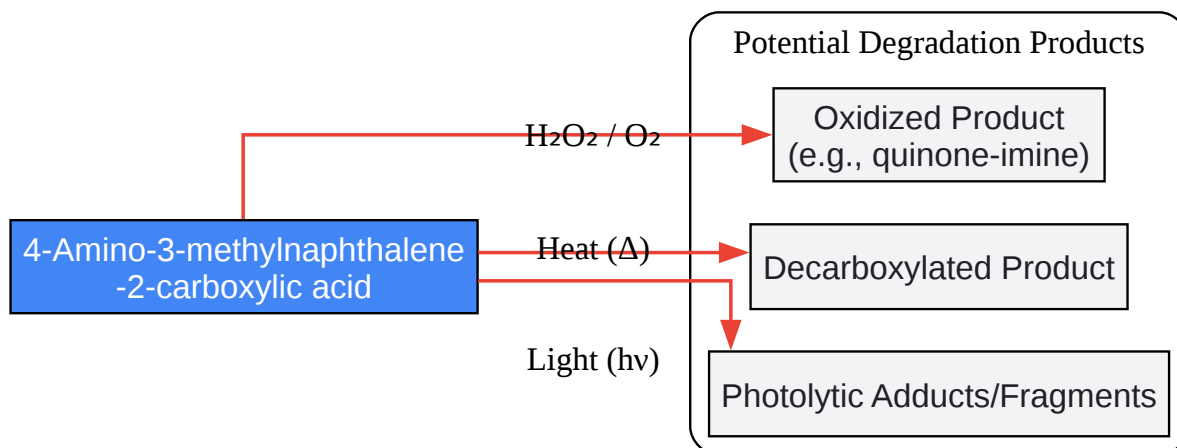 Potential Degradation Products
H₂O₂ / O₂
Oxidized Product
(e.g., quinone-imine)
4-Amino-3-methylnaphthalene
-2-carboxylic acid
Heat (Δ)
Decarboxylated Product
Light (hν)
Photolytic Adducts/Fragments